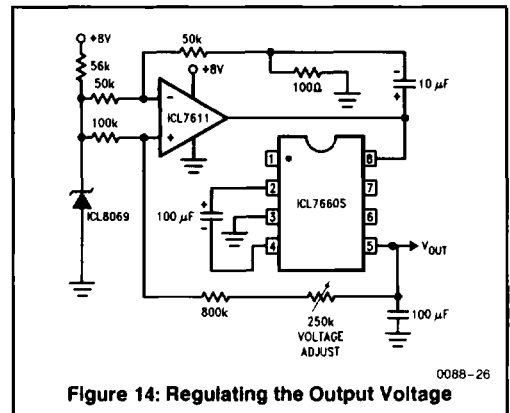 +8V
50k
56k
+8V
50k
100Ω
-
10 μF
+
-
ICL7611
100k
+
1
8
2
7
ICL7660S
ICL8069
+
100 μF
-
3
6
4
5
VOUT
800k
250k
VOLTAGE
ADJUST
100 μF
0088-26
Figure 14: Regulating the Output Voltage